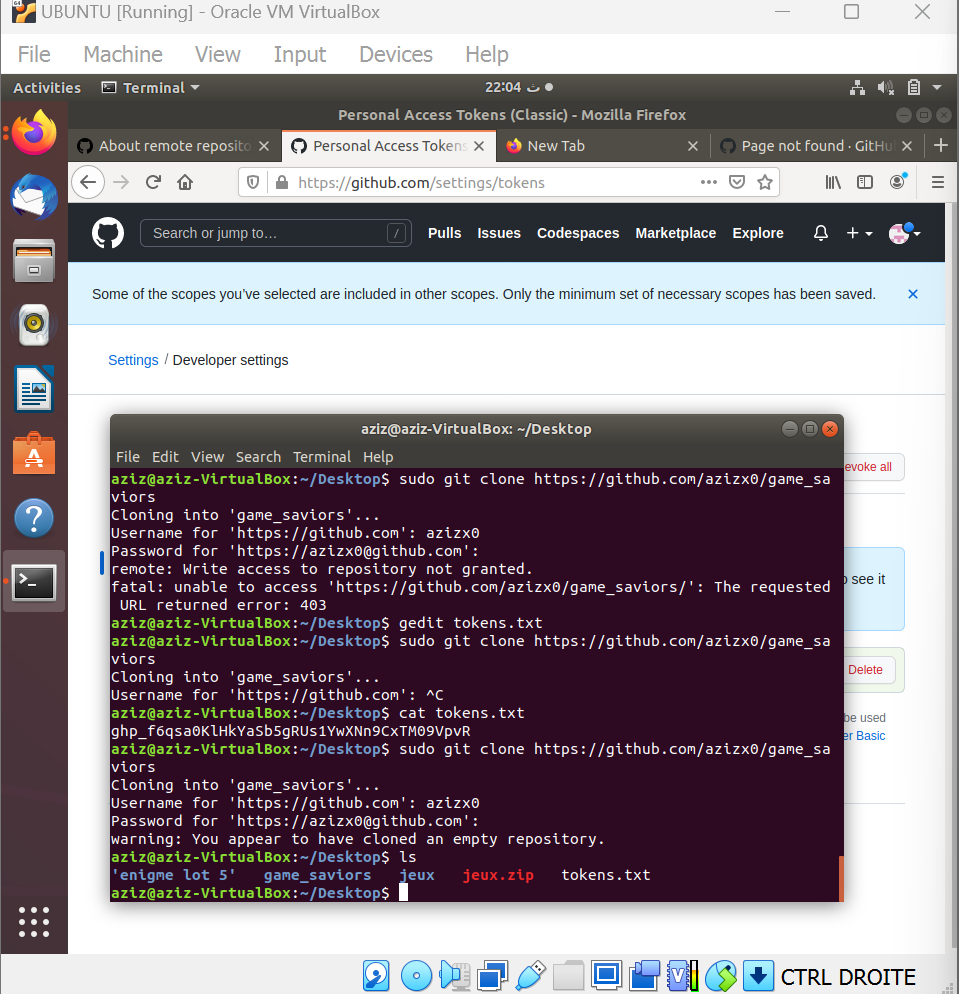 UBUNTU [Running] - Oracle VM VirtualBox
File Machine View Input Devices Help
Activities Terminal 22:04 ت
Personal Access Tokens (Classic) - Mozilla Firefox
About remote reposito Personal Access Tokens New Tab Page not found · GitHu
https://github.com/settings/tokens
Search or jump to… / Pulls Issues Codespaces Marketplace Explore
Some of the scopes you’ve selected are included in other scopes. Only the minimum set of necessary scopes has been saved.
Settings / Developer settings
evoke all
o see it
Delete
be used
er Basic
aziz@aziz-VirtualBox: ~/Desktop
File Edit View Search Terminal Help
aziz@aziz-VirtualBox:~/Desktop$ sudo git clone https://github.com/azizx0/game_sa
viors
Cloning into 'game_saviors'...
Username for 'https://github.com': azizx0
Password for 'https://azizx0@github.com':
remote: Write access to repository not granted.
fatal: unable to access 'https://github.com/azizx0/game_saviors/': The requested
URL returned error: 403
aziz@aziz-VirtualBox:~/Desktop$ gedit tokens.txt
aziz@aziz-VirtualBox:~/Desktop$ sudo git clone https://github.com/azizx0/game_sa
viors
Cloning into 'game_saviors'...
Username for 'https://github.com': ^C
aziz@aziz-VirtualBox:~/Desktop$ cat tokens.txt
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
aziz@aziz-VirtualBox:~/Desktop$ sudo git clone https://github.com/azizx0/game_sa
viors
Cloning into 'game_saviors'...
Username for 'https://github.com': azizx0
Password for 'https://azizx0@github.com':
warning: You appear to have cloned an empty repository.
aziz@aziz-VirtualBox:~/Desktop$ ls
'enigme lot 5' game_saviors jeux jeux.zip tokens.txt
aziz@aziz-VirtualBox:~/Desktop$
CTRL DROITE